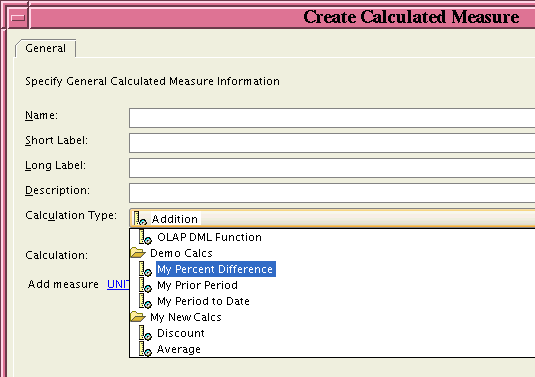 Create Calculated Measure
General
Specify General Calculated Measure Information
Name:
Short Label:
Long Label:
Description:
Calculation Type: Addition
OLAP DML Function
Calculation:
Demo Calcs
My Percent Difference
My Prior Period
Add measure UNIT
My Period to Date
My New Calcs
Discount
Average